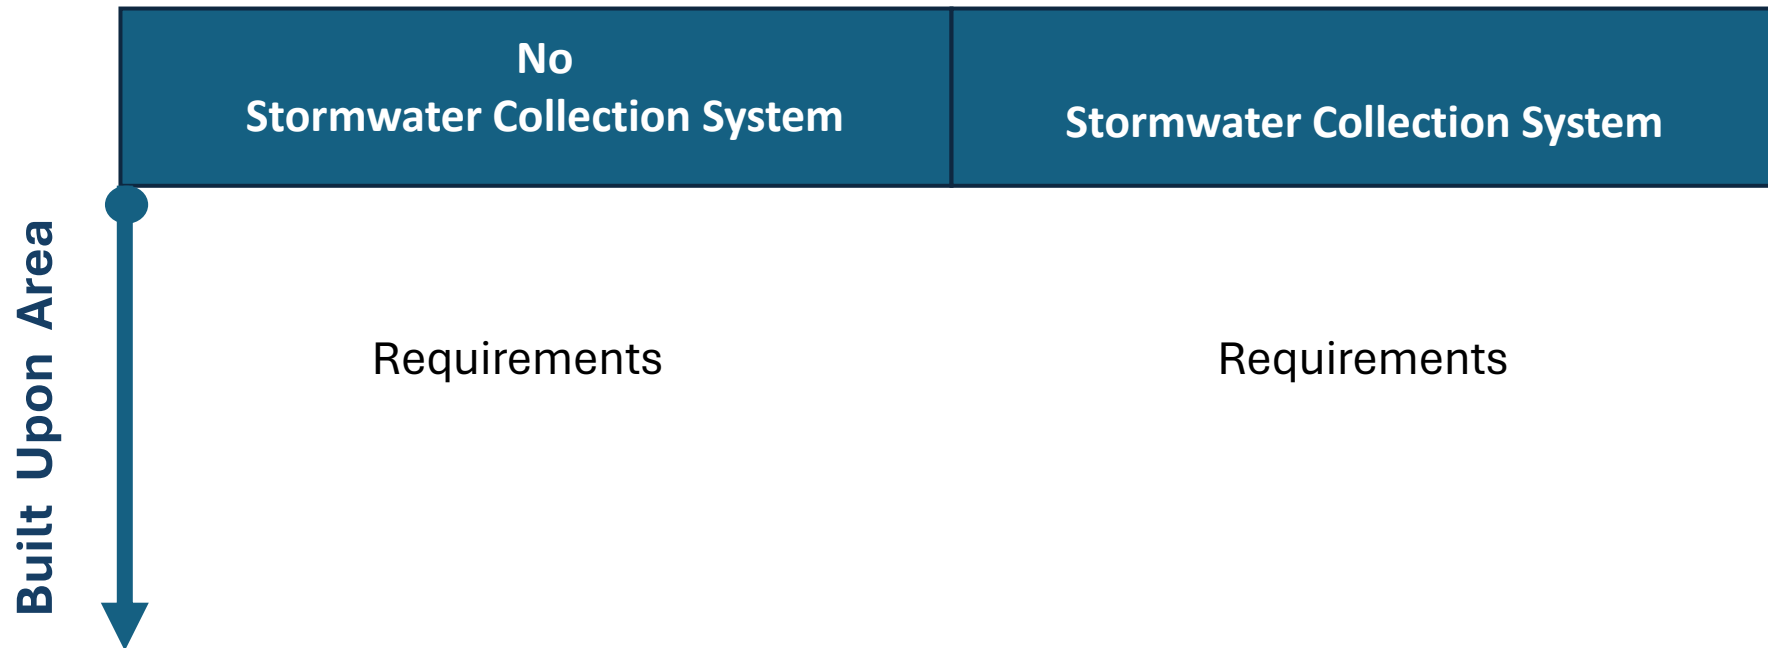 No
Stormwater Collection System
Stormwater Collection System
Built Upon Area
Requirements
Requirements